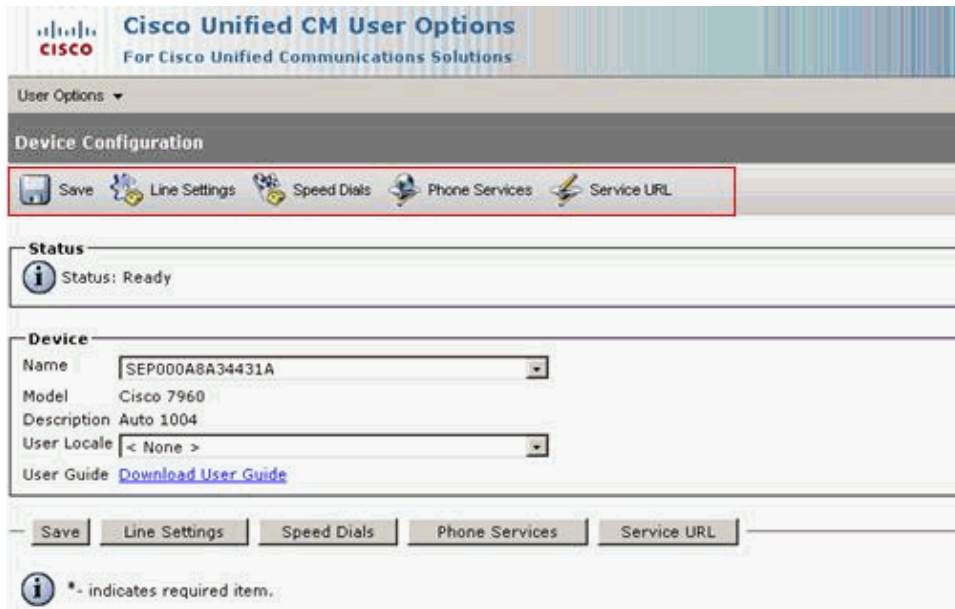 CISCO
Cisco Unified CM User Options
For Cisco Unified Communications Solutions
User Options
Device Configuration
Save Line Settings Speed Dials Phone Services Service URL
Status
Status: Ready
Device
Name SEP000A8A34431A
Model Cisco 7960
Description Auto 1004
User Locale < None >
User Guide Download User Guide
Save Line Settings Speed Dials Phone Services Service URL
*- indicates required item.